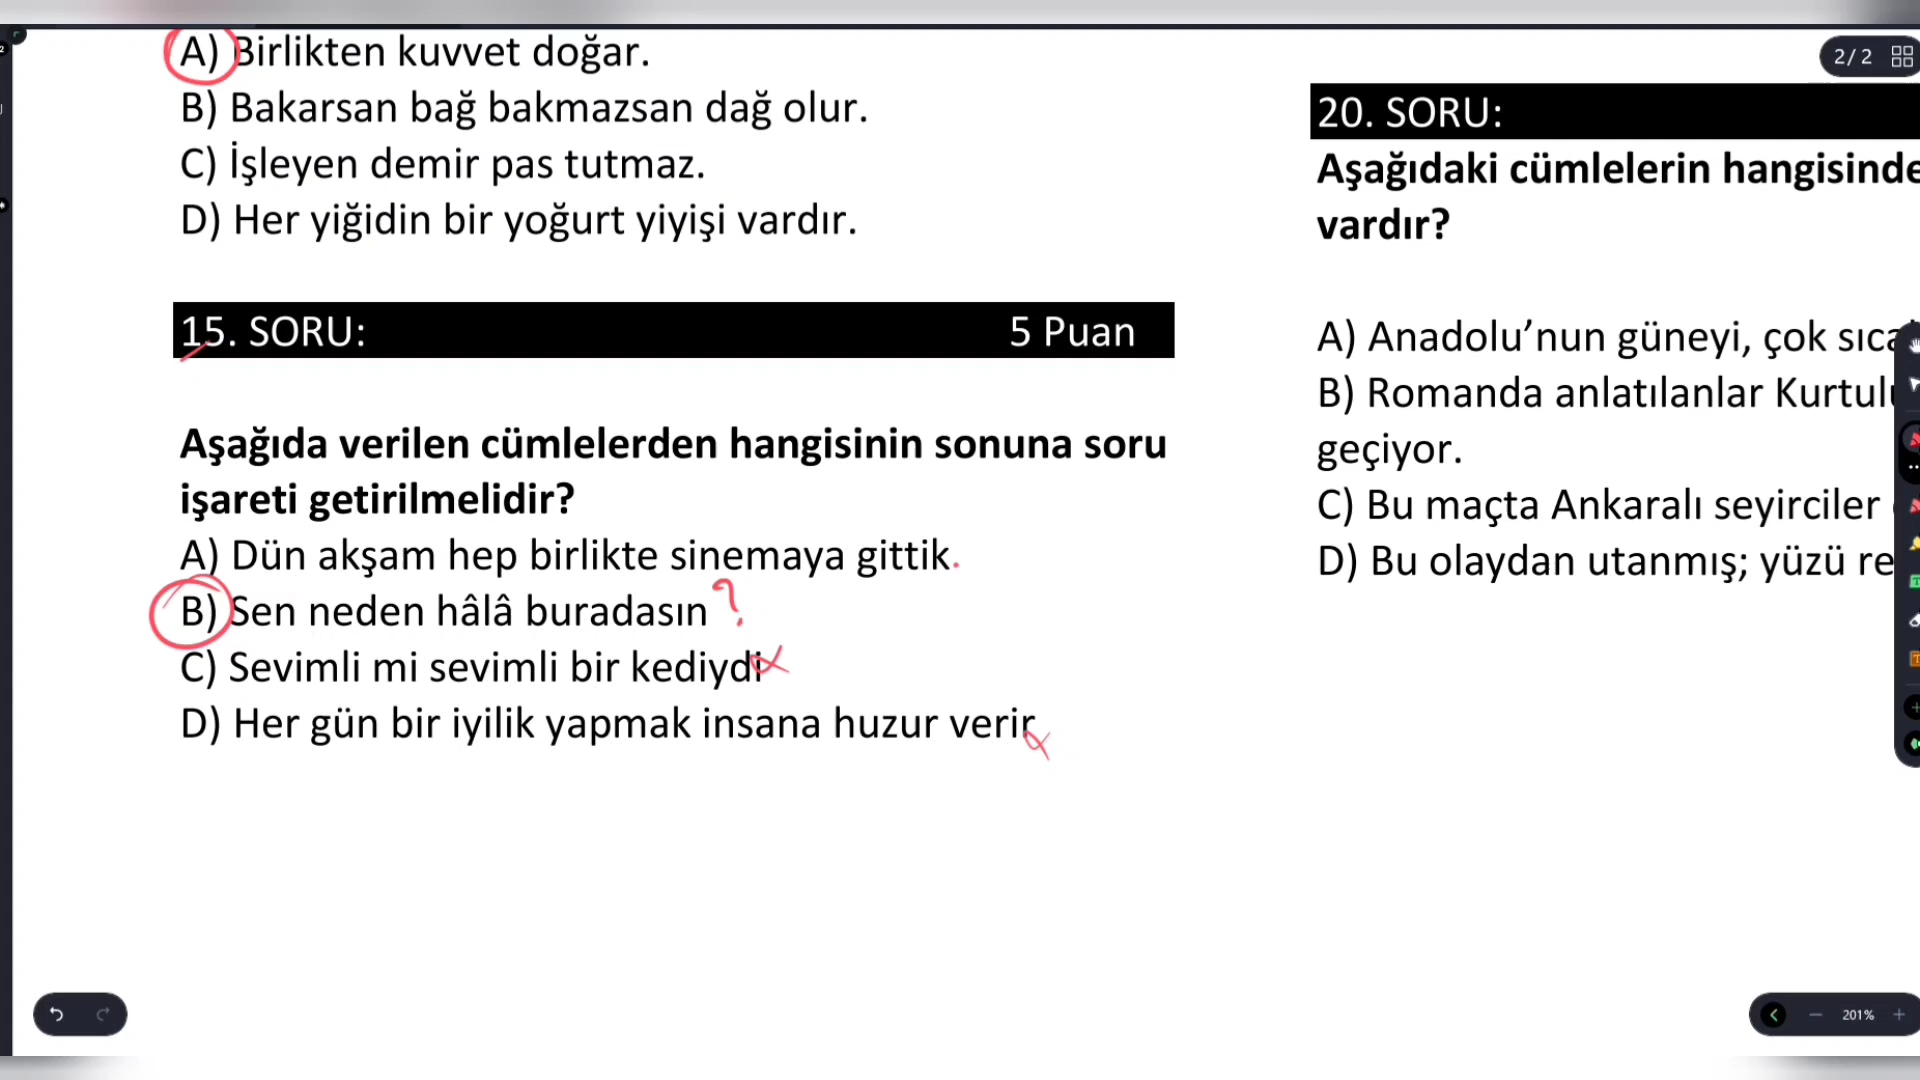 A) Birlikten kuvvet doğar.
B) Bakarsan bağ bakmazsan dağ olur.
C) İşleyen demir pas tutmaz.
D) Her yiğidin bir yoğurt yiyişi vardır.
15. SORU: 5 Puan
Aşağıda verilen cümlelerden hangisinin sonuna soru
işareti getirilmelidir?
A) Dün akşam hep birlikte sinemaya gittik.
B) Sen neden hâlâ buradasın ?
C) Sevimli mi sevimli bir kediydi
D) Her gün bir iyilik yapmak insana huzur verir
2/2
20. SORU:
Aşağıdaki cümlelerin hangisinde
vardır?
A) Anadolu’nun güneyi, çok
B) Romanda anlatılanlar
geçiyor.
C) Bu maçta Ankaralı seyirciler
D) Bu olaydan utanmış; yüzü
201%